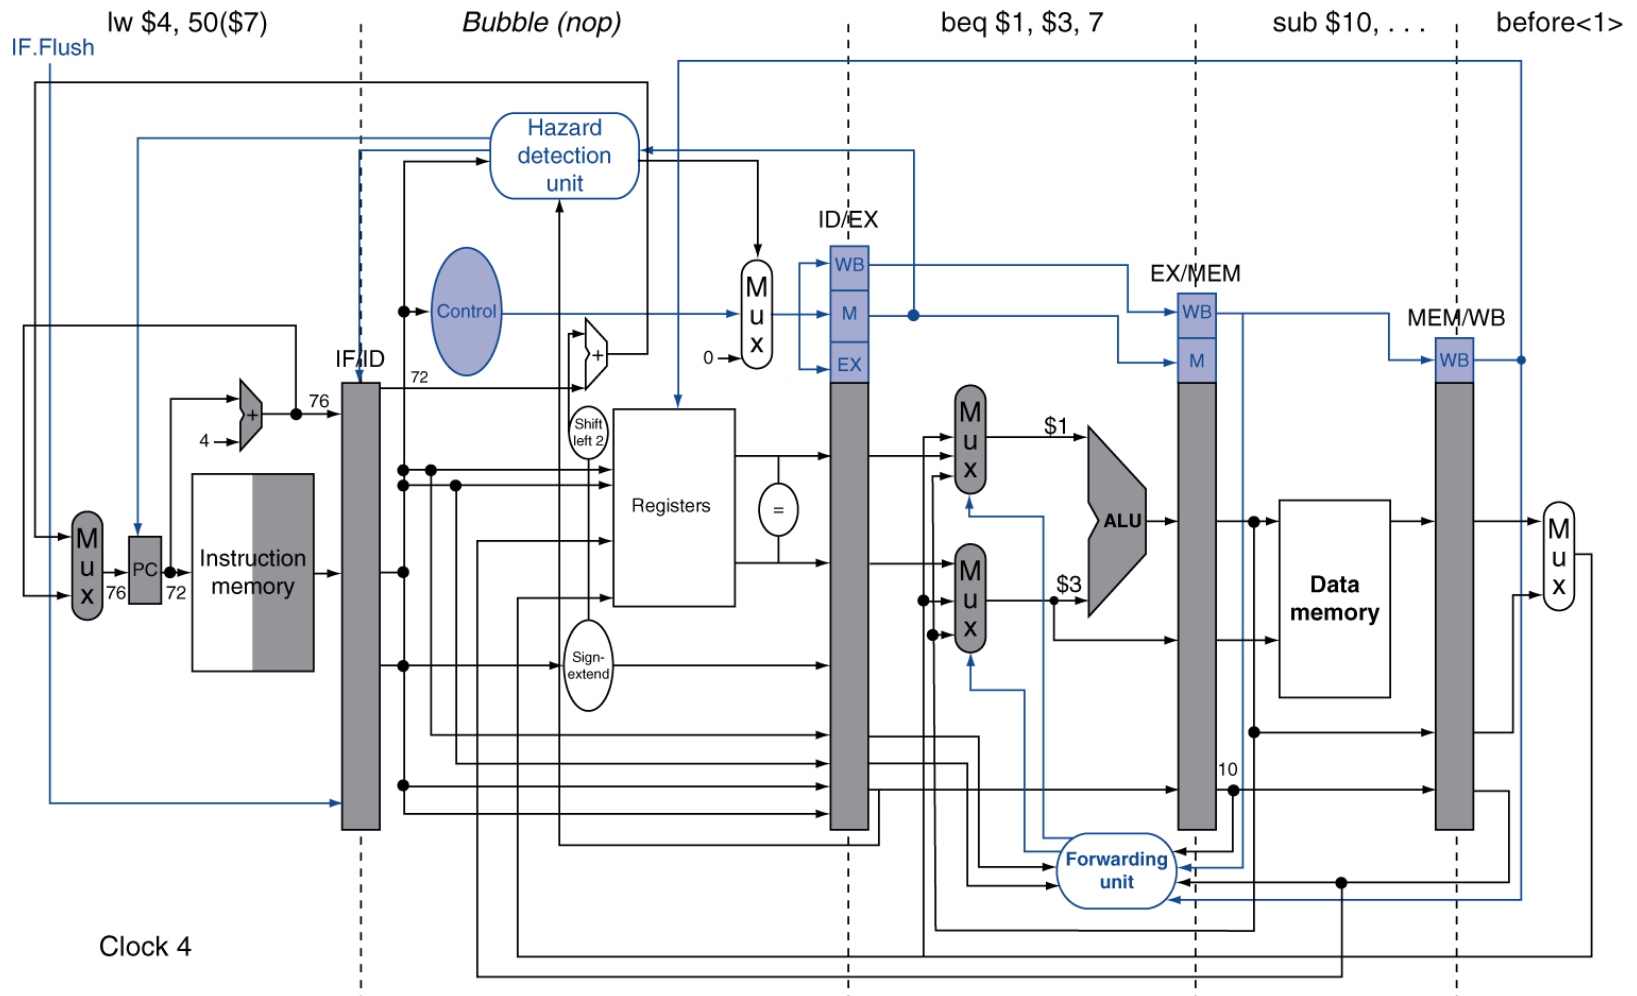 lw $4, 50($7)
Bubble (nop)
beq $1, $3, 7
sub $10, . . .
before<1>
IF.Flush
Hazard
detection
unit
ID/EX
WB
M
EX
EX/MEM
WB
M
MEM/WB
WB
Control
M
u
x
0
IF/ID
72
+
Shift
left 2
76
+
4
M
u
x
PC
76
72
Instruction
memory
Registers
=
Sign-
extend
M
u
x
$1
M
u
x
$3
ALU
Data
memory
M
u
x
10
Forwarding
unit
Clock 4